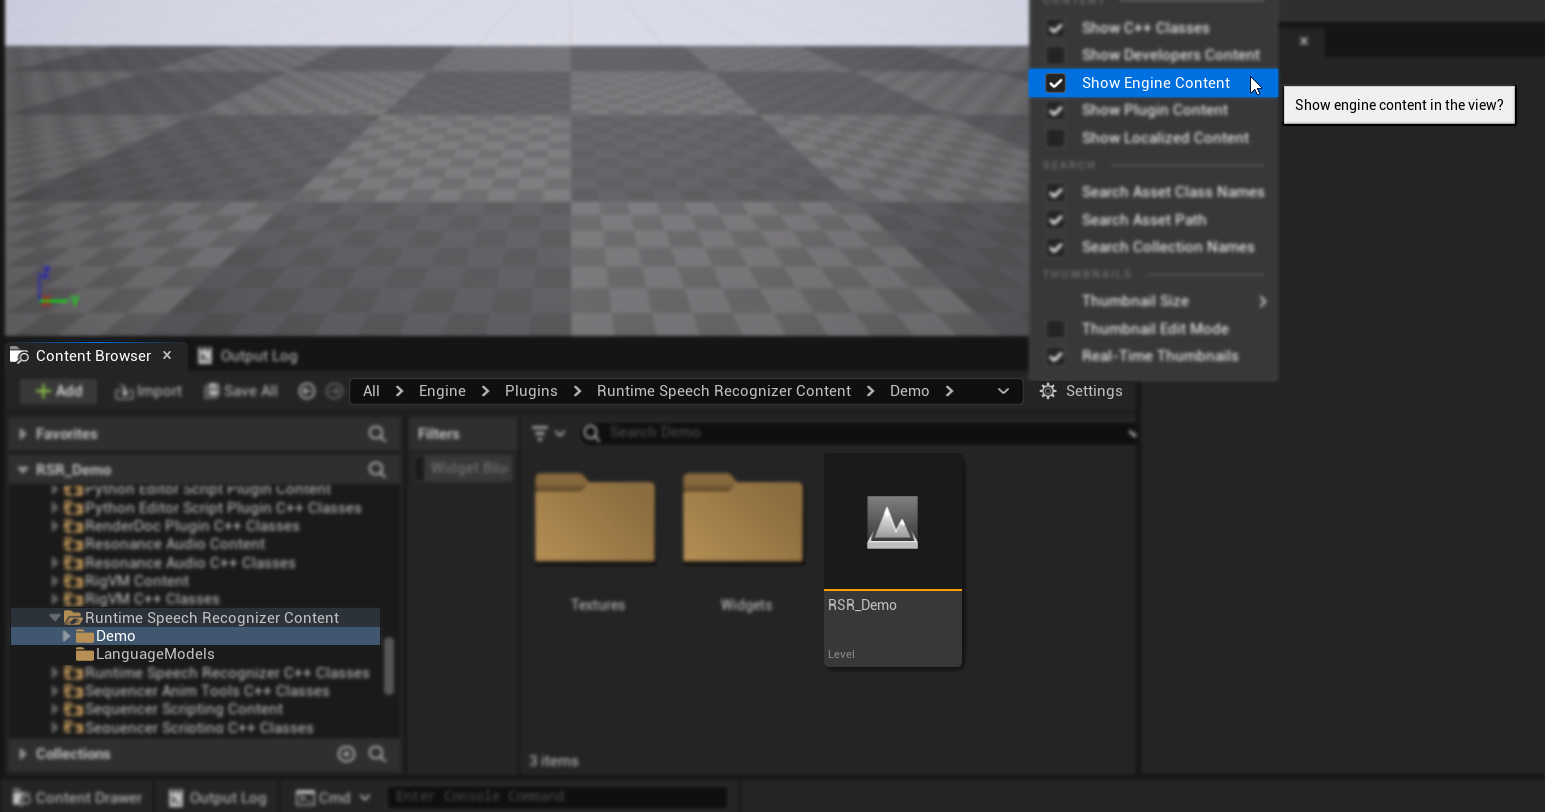 CONTENT
Show C++ Classes
Show Developers Content
Show Engine Content
Show engine content in the view?
Show Plugin Content
Show Localized Content
SEARCH
Search Asset Class Names
Search Asset Path
Search Collection Names
THUMBNAILS
Thumbnail Size
Thumbnail Edit Mode
Real-Time Thumbnails
Z
Y
Content Browser
Output Log
Add
Import
Save All
All > Engine > Plugins > Runtime Speech Recognizer Content > Demo >
Settings
Favorites
RSR_Demo
Python Editor Script Plugin Content
Python Editor Script Plugin C++ Classes
RenderDoc Plugin C++ Classes
Resonance Audio Content
Resonance Audio C++ Classes
RigVM Content
RigVM C++ Classes
Runtime Speech Recognizer Content
Demo
LanguageModels
Runtime Speech Recognizer C++ Classes
Sequencer Anim Tools C++ Classes
Sequencer Scripting Content
Sequencer Scripting C++ Classes
Collections
Filters
Widget Blu
Search Demo
Textures
Widgets
RSR_Demo
Level
3 items
Content Drawer
Output Log
Cmd
Enter Console Command